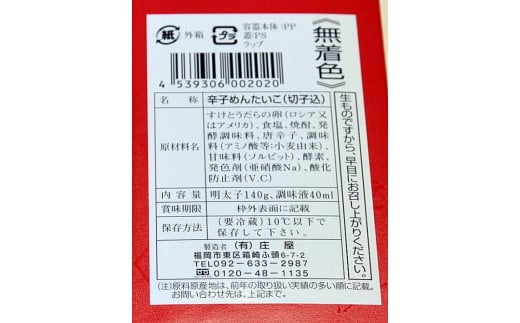 紙 外箱
プラ
容器本体:PP
蓋:PS
ラップ
《無着色》
4 539306 002020
名称 辛子めんたいこ(切子込)
原材料名
すけとうだらの卵(ロシア又
はアメリカ)、食塩、焼酎、発
酵調味料、唐辛子、調味
料(アミノ酸等:小麦由来)、
甘味料(ソルビット)、酵素、
発色剤(亜硝酸Na)、酸化
防止剤(V.C)
内容量 明太子140g、調味液40ml
賞味期限 枠外表面に記載
保存方法
(要冷蔵)10℃以下で
保存して下さい。
製造者 (有)庄屋
福岡市東区箱崎ふ頭6-7-2
TEL092-633-2987
0120-48-1135
生ものですから、早目にお召し上がりください。
(注)原料原産地は、前年の取り扱い実績の多い順に記載。
お問い合わせ先は、上記まで。